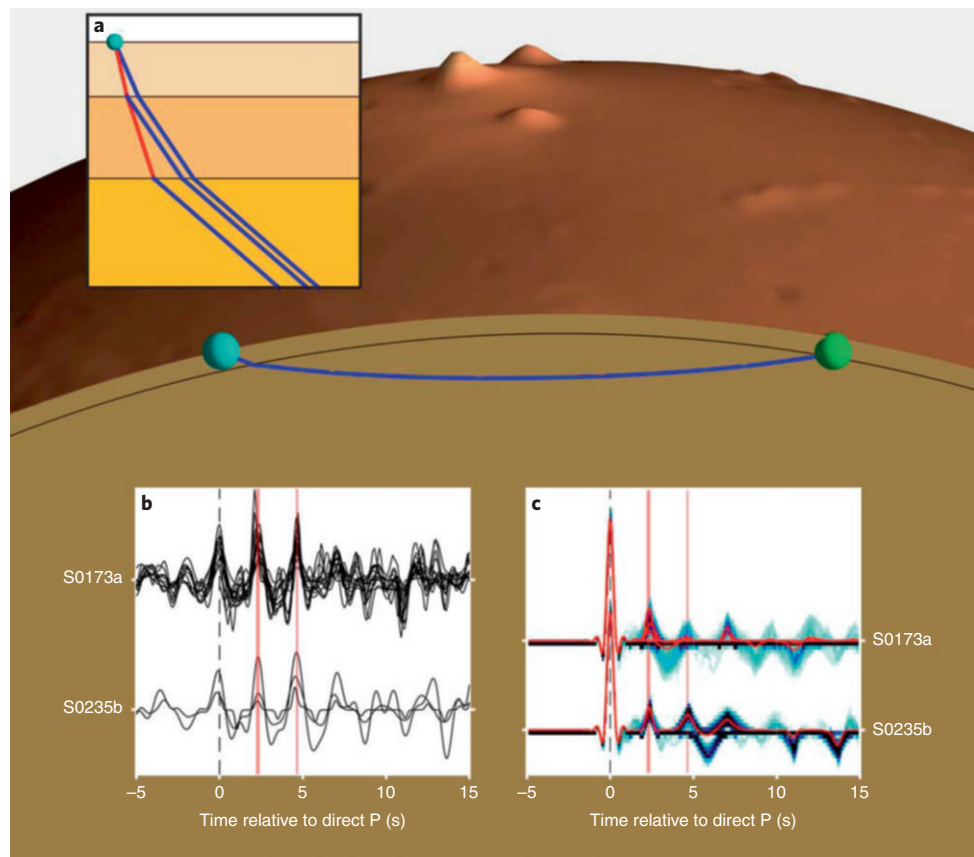 a
b
S0173a
S0235b
–5 0 5 10 15
Time relative to direct P (s)
c
S0173a
S0235b
–5 0 5 10 15
Time relative to direct P (s)